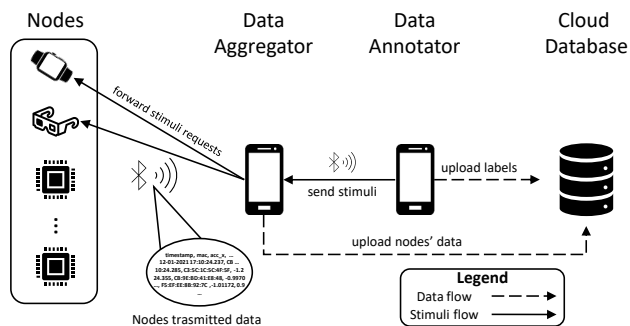 Nodes
Data
Aggregator
Data
Annotator
Cloud
Database
forward stimuli requests
send stimuli
upload labels
upload nodes' data
timestamp, mac, acc_x, ...
12-01-2021 17:10:24.237, CB ...
10:24.285, C3:5C:1C:5C:4F:5F, -1.2
24.355, CB:9E:BD:41:E8:48, -0.9970
..., F5:EF:EE:8B:92:7C , -1.01172, 0.9
...
Nodes trasmitted data
Legend
Data flow
Stimuli flow